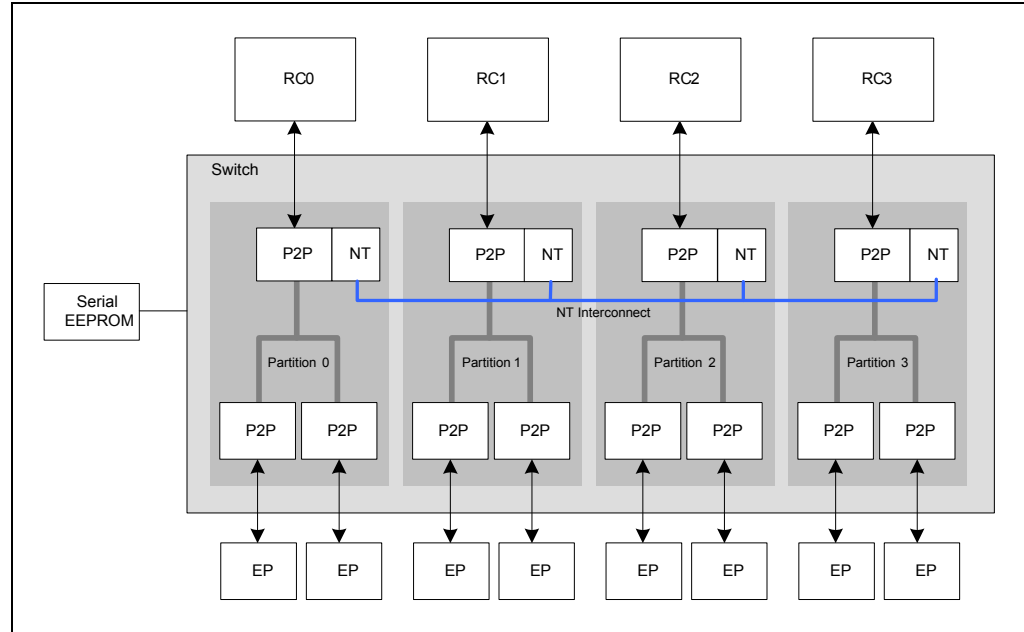 RC0
RC1
RC2
RC3
Switch
P2P
NT
P2P
NT
P2P
NT
P2P
NT
Serial
EEPROM
NT Interconnect
Partition 0
Partition 1
Partition 2
Partition 3
P2P
P2P
P2P
P2P
P2P
P2P
P2P
P2P
EP
EP
EP
EP
EP
EP
EP
EP